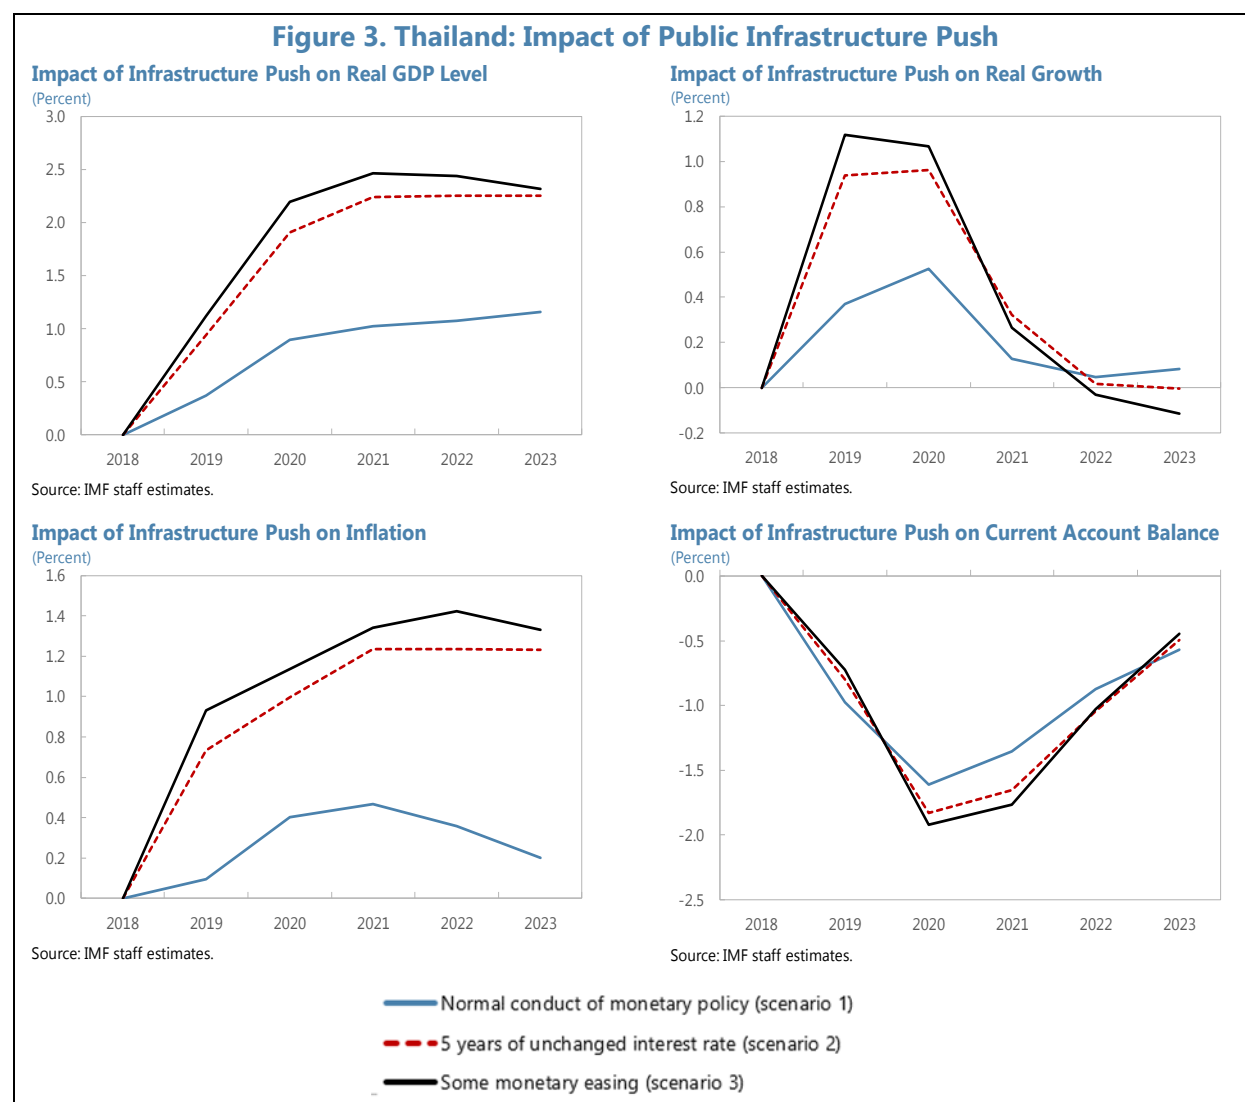 Figure 3. Thailand: Impact of Public Infrastructure Push
Impact of Infrastructure Push on Real GDP Level
(Percent)
3.0
2.5
2.0
1.5
1.0
0.5
0.0
2018 2019 2020 2021 2022 2023
Source: IMF staff estimates.
Impact of Infrastructure Push on Real Growth
(Percent)
1.2
1.0
0.8
0.6
0.4
0.2
0.0
-0.2
2018 2019 2020 2021 2022 2023
Source: IMF staff estimates.
Impact of Infrastructure Push on Inflation
(Percent)
1.6
1.4
1.2
1.0
0.8
0.6
0.4
0.2
0.0
2018 2019 2020 2021 2022 2023
Source: IMF staff estimates.
Impact of Infrastructure Push on Current Account Balance
(Percent)
0.0
-0.5
-1.0
-1.5
-2.0
-2.5
2018 2019 2020 2021 2022 2023
Source: IMF staff estimates.
Normal conduct of monetary policy (scenario 1)
5 years of unchanged interest rate (scenario 2)
Some monetary easing (scenario 3)